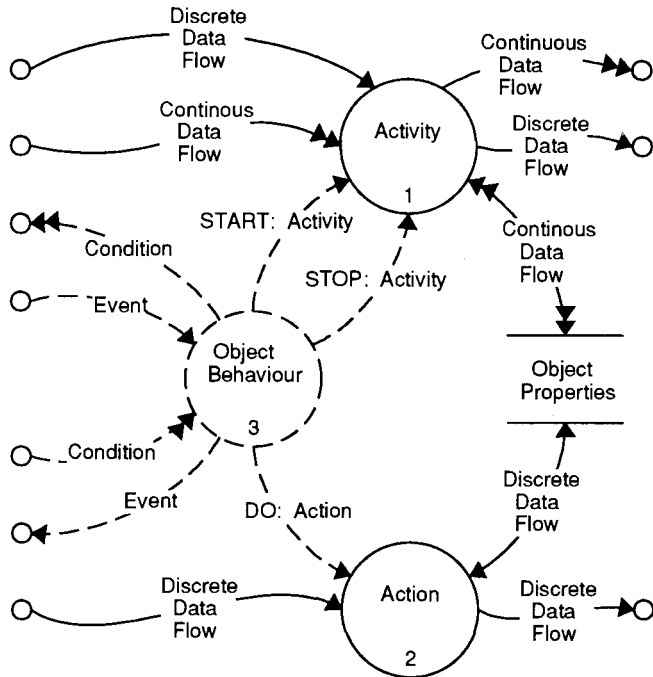 Discrete
Data
Flow
Continuous
Data
Flow
Continous
Data
Flow
Activity
1
Discrete
Data
Flow
Condition
START: Activity
STOP: Activity
Continous
Data
Flow
Event
Object
Behaviour
3
Object
Properties
Condition
Event
DO: Action
Discrete
Data
Flow
Discrete
Data
Flow
Action
2
Discrete
Data
Flow